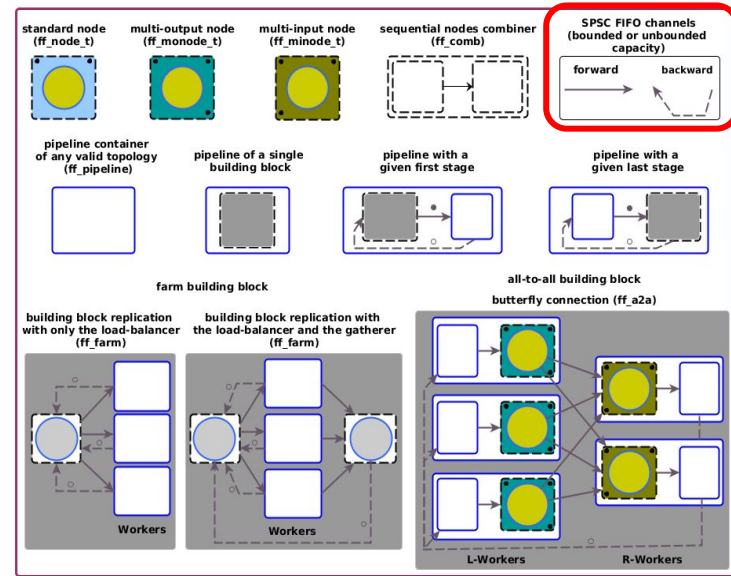 standard node
(ff_node_t)
multi-output node
(ff_monode_t)
multi-input node
(ff_minode_t)
sequential nodes combiner
(ff_comb)
SPSC FIFO channels
(bounded or unbounded
capacity)
forward
backward
pipeline container
of any valid topology
(ff_pipeline)
pipeline of a single
building block
pipeline with a
given first stage
pipeline with a
given last stage
farm building block
all-to-all building block
butterfly connection (ff_a2a)
building block replication
with only the load-balancer
(ff_farm)
building block replication with
the load-balancer and the gatherer
(ff_farm)
Workers
Workers
L-Workers
R-Workers